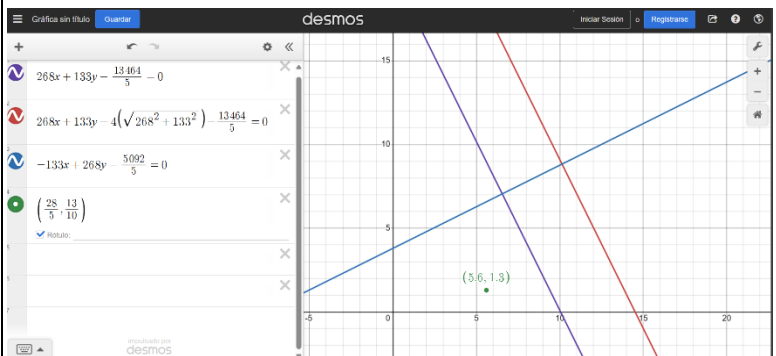 Gráfica sin título Guardar desmos Iniciar Sesión o Registrarse
268x + 133y − 13464/5 = 0
268x + 133y − 4(√268² + 133²) − 13464/5 = 0
−133x + 268y − 5092/5 = 0
(28/5, 13/10)
Rótulo:
impulsado por
desmos
15
10
5
(5.6, 1.3)
-5 0 10 15 20